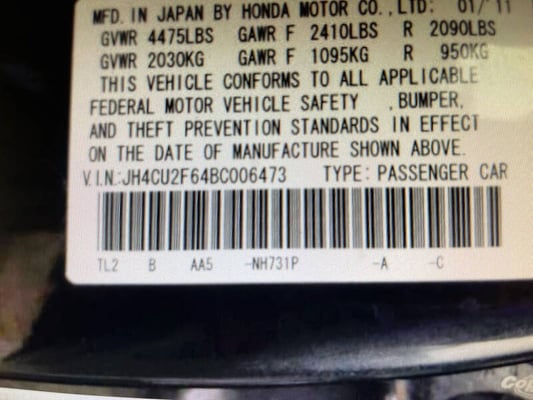 MFD. IN JAPAN BY HONDA MOTOR CO., LTD: 01/'11
GVWR 4475LBS GAWR F 2410LBS R 2090LBS
GVWR 2030KG GAWR F 1095KG R 950KG
THIS VEHICLE CONFORMS TO ALL APPLICABLE
FEDERAL MOTOR VEHICLE SAFETY , BUMPER,
AND THEFT PREVENTION STANDARDS IN EFFECT
ON THE DATE OF MANUFACTURE SHOWN ABOVE.
V.I.N.:JH4CU2F64BC006473 TYPE: PASSENGER CAR
TL2 B AA5 -NH731P -A -C